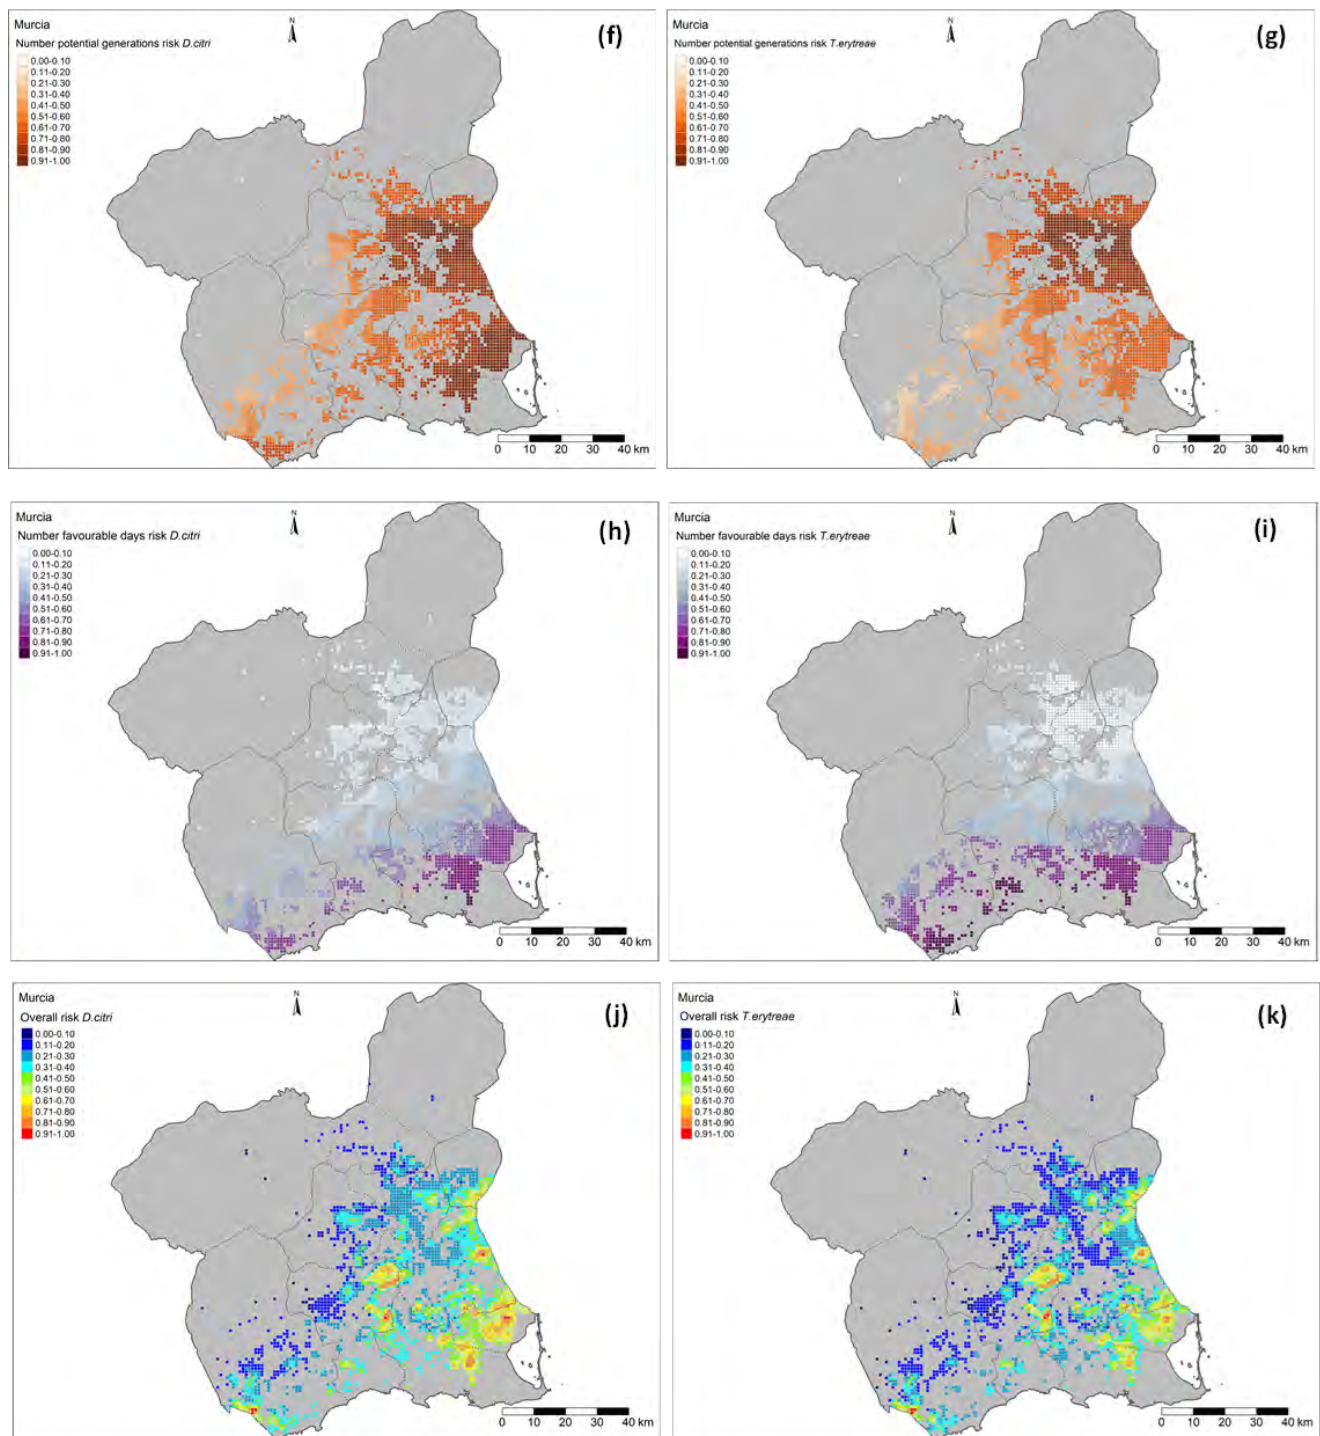 Murcia
N
(f)
Number potential generations risk D.citri
0.00-0.10
0.11-0.20
0.21-0.30
0.31-0.40
0.41-0.50
0.51-0.60
0.61-0.70
0.71-0.80
0.81-0.90
0.91-1.00
0 10 20 30 40 km
Murcia
N
(g)
Number potential generations risk T.erytreae
0.00-0.10
0.11-0.20
0.21-0.30
0.31-0.40
0.41-0.50
0.51-0.60
0.61-0.70
0.71-0.80
0.81-0.90
0.91-1.00
0 10 20 30 40 km
Murcia
N
(h)
Number favourable days risk D.citri
0.00-0.10
0.11-0.20
0.21-0.30
0.31-0.40
0.41-0.50
0.51-0.60
0.61-0.70
0.71-0.80
0.81-0.90
0.91-1.00
0 10 20 30 40 km
Murcia
N
(i)
Number favourable days risk T.erytreae
0.00-0.10
0.11-0.20
0.21-0.30
0.31-0.40
0.41-0.50
0.51-0.60
0.61-0.70
0.71-0.80
0.81-0.90
0.91-1.00
0 10 20 30 40 km
Murcia
N
(j)
Overall risk D.citri
0.00-0.10
0.11-0.20
0.21-0.30
0.31-0.40
0.41-0.50
0.51-0.60
0.61-0.70
0.71-0.80
0.81-0.90
0.91-1.00
0 10 20 30 40 km
Murcia
N
(k)
Overall risk T.erytreae
0.00-0.10
0.11-0.20
0.21-0.30
0.31-0.40
0.41-0.50
0.51-0.60
0.61-0.70
0.71-0.80
0.81-0.90
0.91-1.00
0 10 20 30 40 km